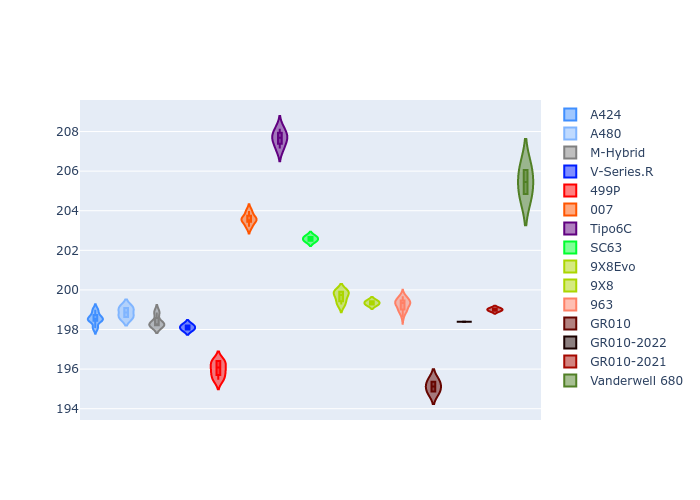 208
206
204
202
200
198
196
194
A424
A480
M-Hybrid
V-Series.R
499P
007
Tipo6C
SC63
9X8Evo
9X8
963
GR010
GR010-2022
GR010-2021
Vanderwell 680